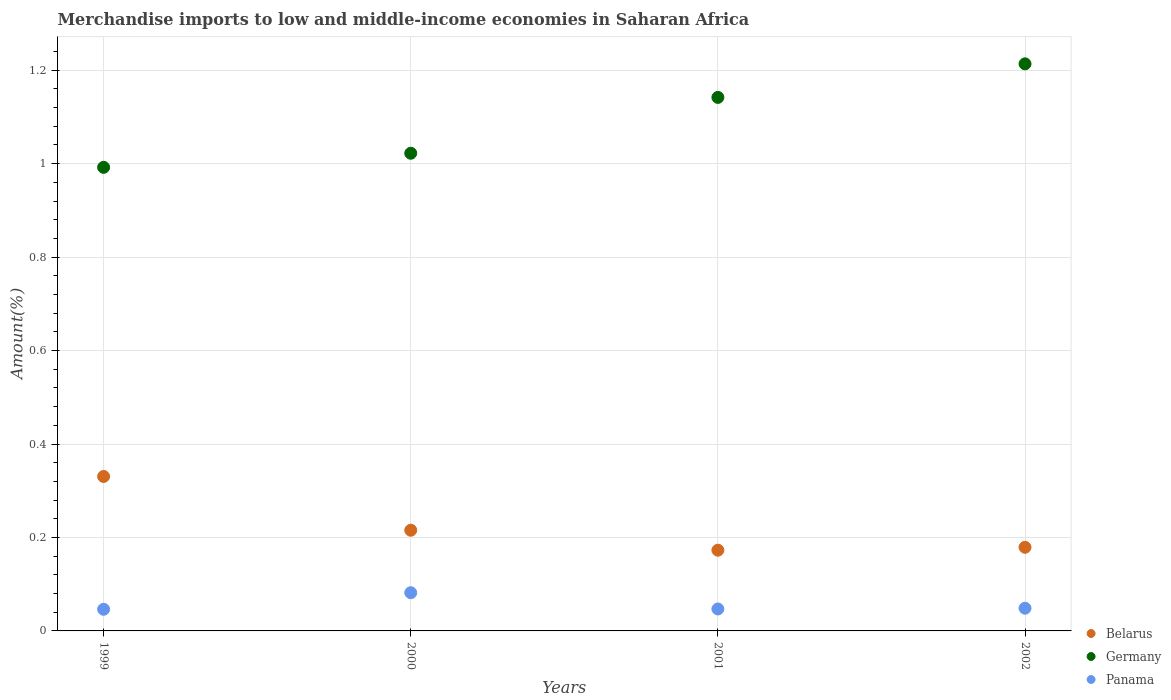 Merchandise imports to low and middle-income economies in Saharan Africa
Amount(%)
1.2
1
0.8
0.6
0.4
0.2
0
1999
2000
2001
2002
Years
Belarus
Germany
Panama